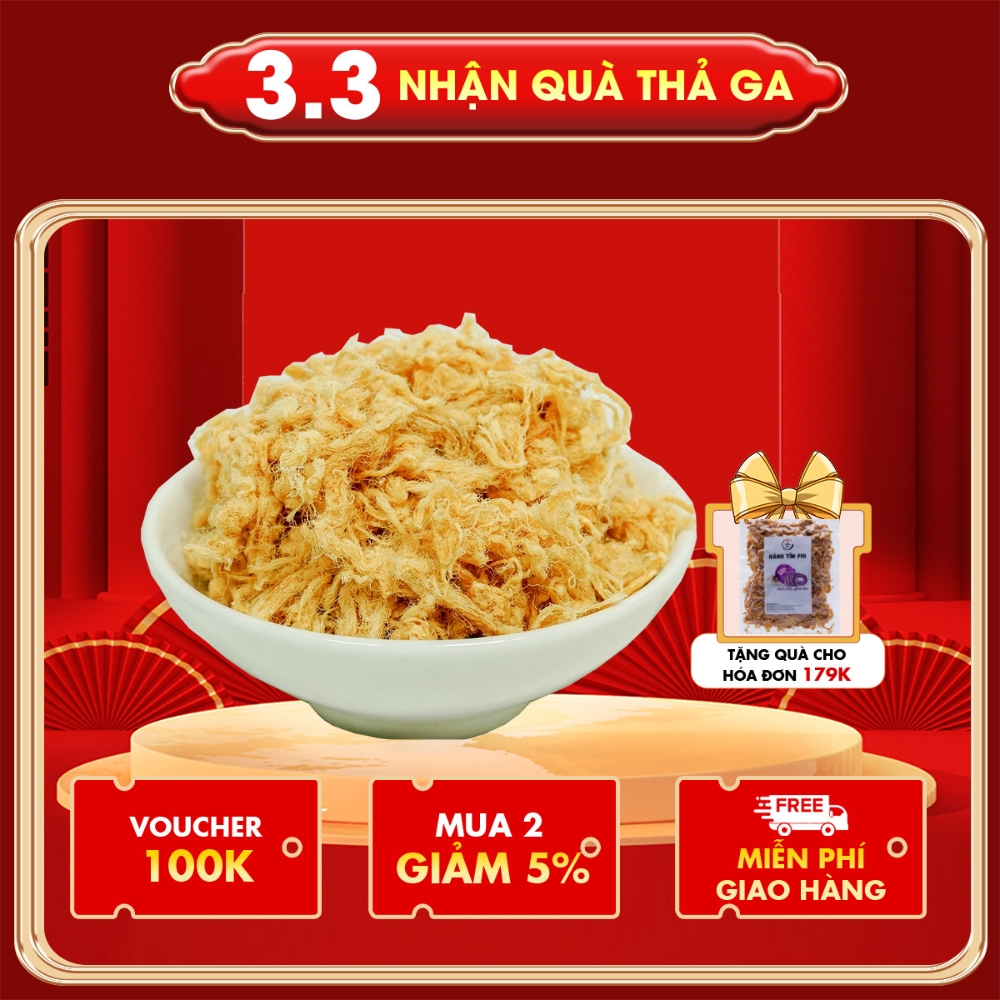 3.3 NHẬN QUÀ THẢ GA
HÀNH TÍM PHI
TẶNG QUÀ CHO
HÓA ĐƠN 179K
VOUCHER
100K
MUA 2
GIẢM 5%
FREE
MIỄN PHÍ
GIAO HÀNG